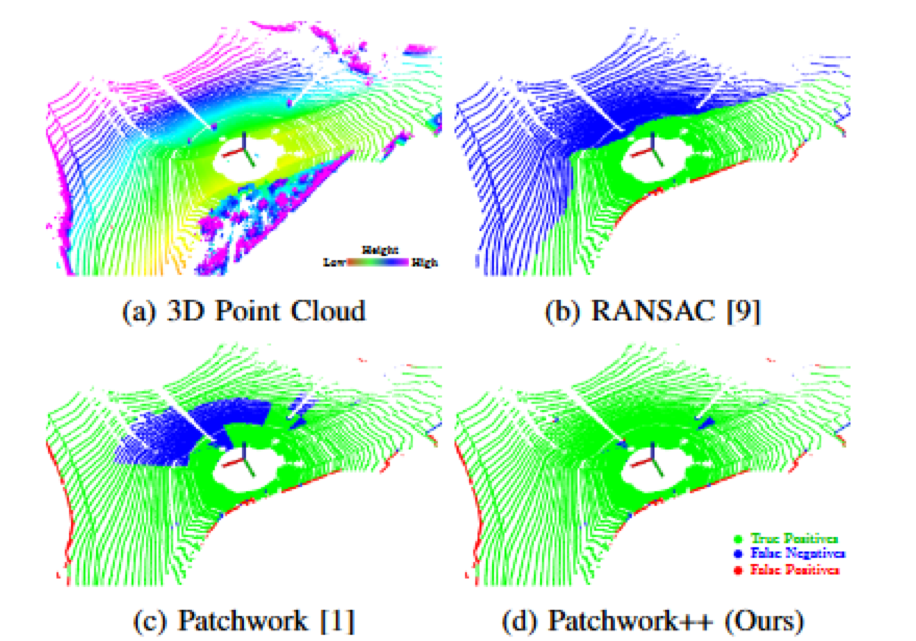 Height
Low High
(a) 3D Point Cloud
(b) RANSAC [9]
True Positives
False Negatives
False Positives
(c) Patchwork [1]
(d) Patchwork++ (Ours)